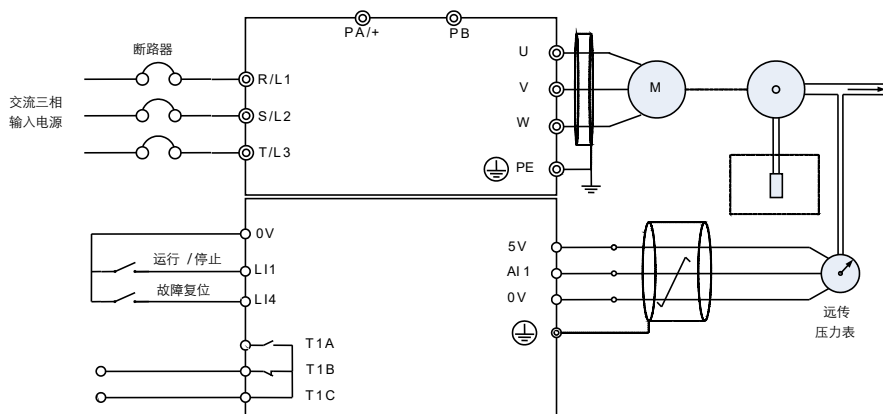 PA/+
PB
断路器
交流三相
输入电源
R/L1
S/L2
T/L3
U
V
W
PE
M
0V
运行 /停止
LI1
故障复位
LI4
T1A
T1B
T1C
5V
AI1
0V
远传
压力表